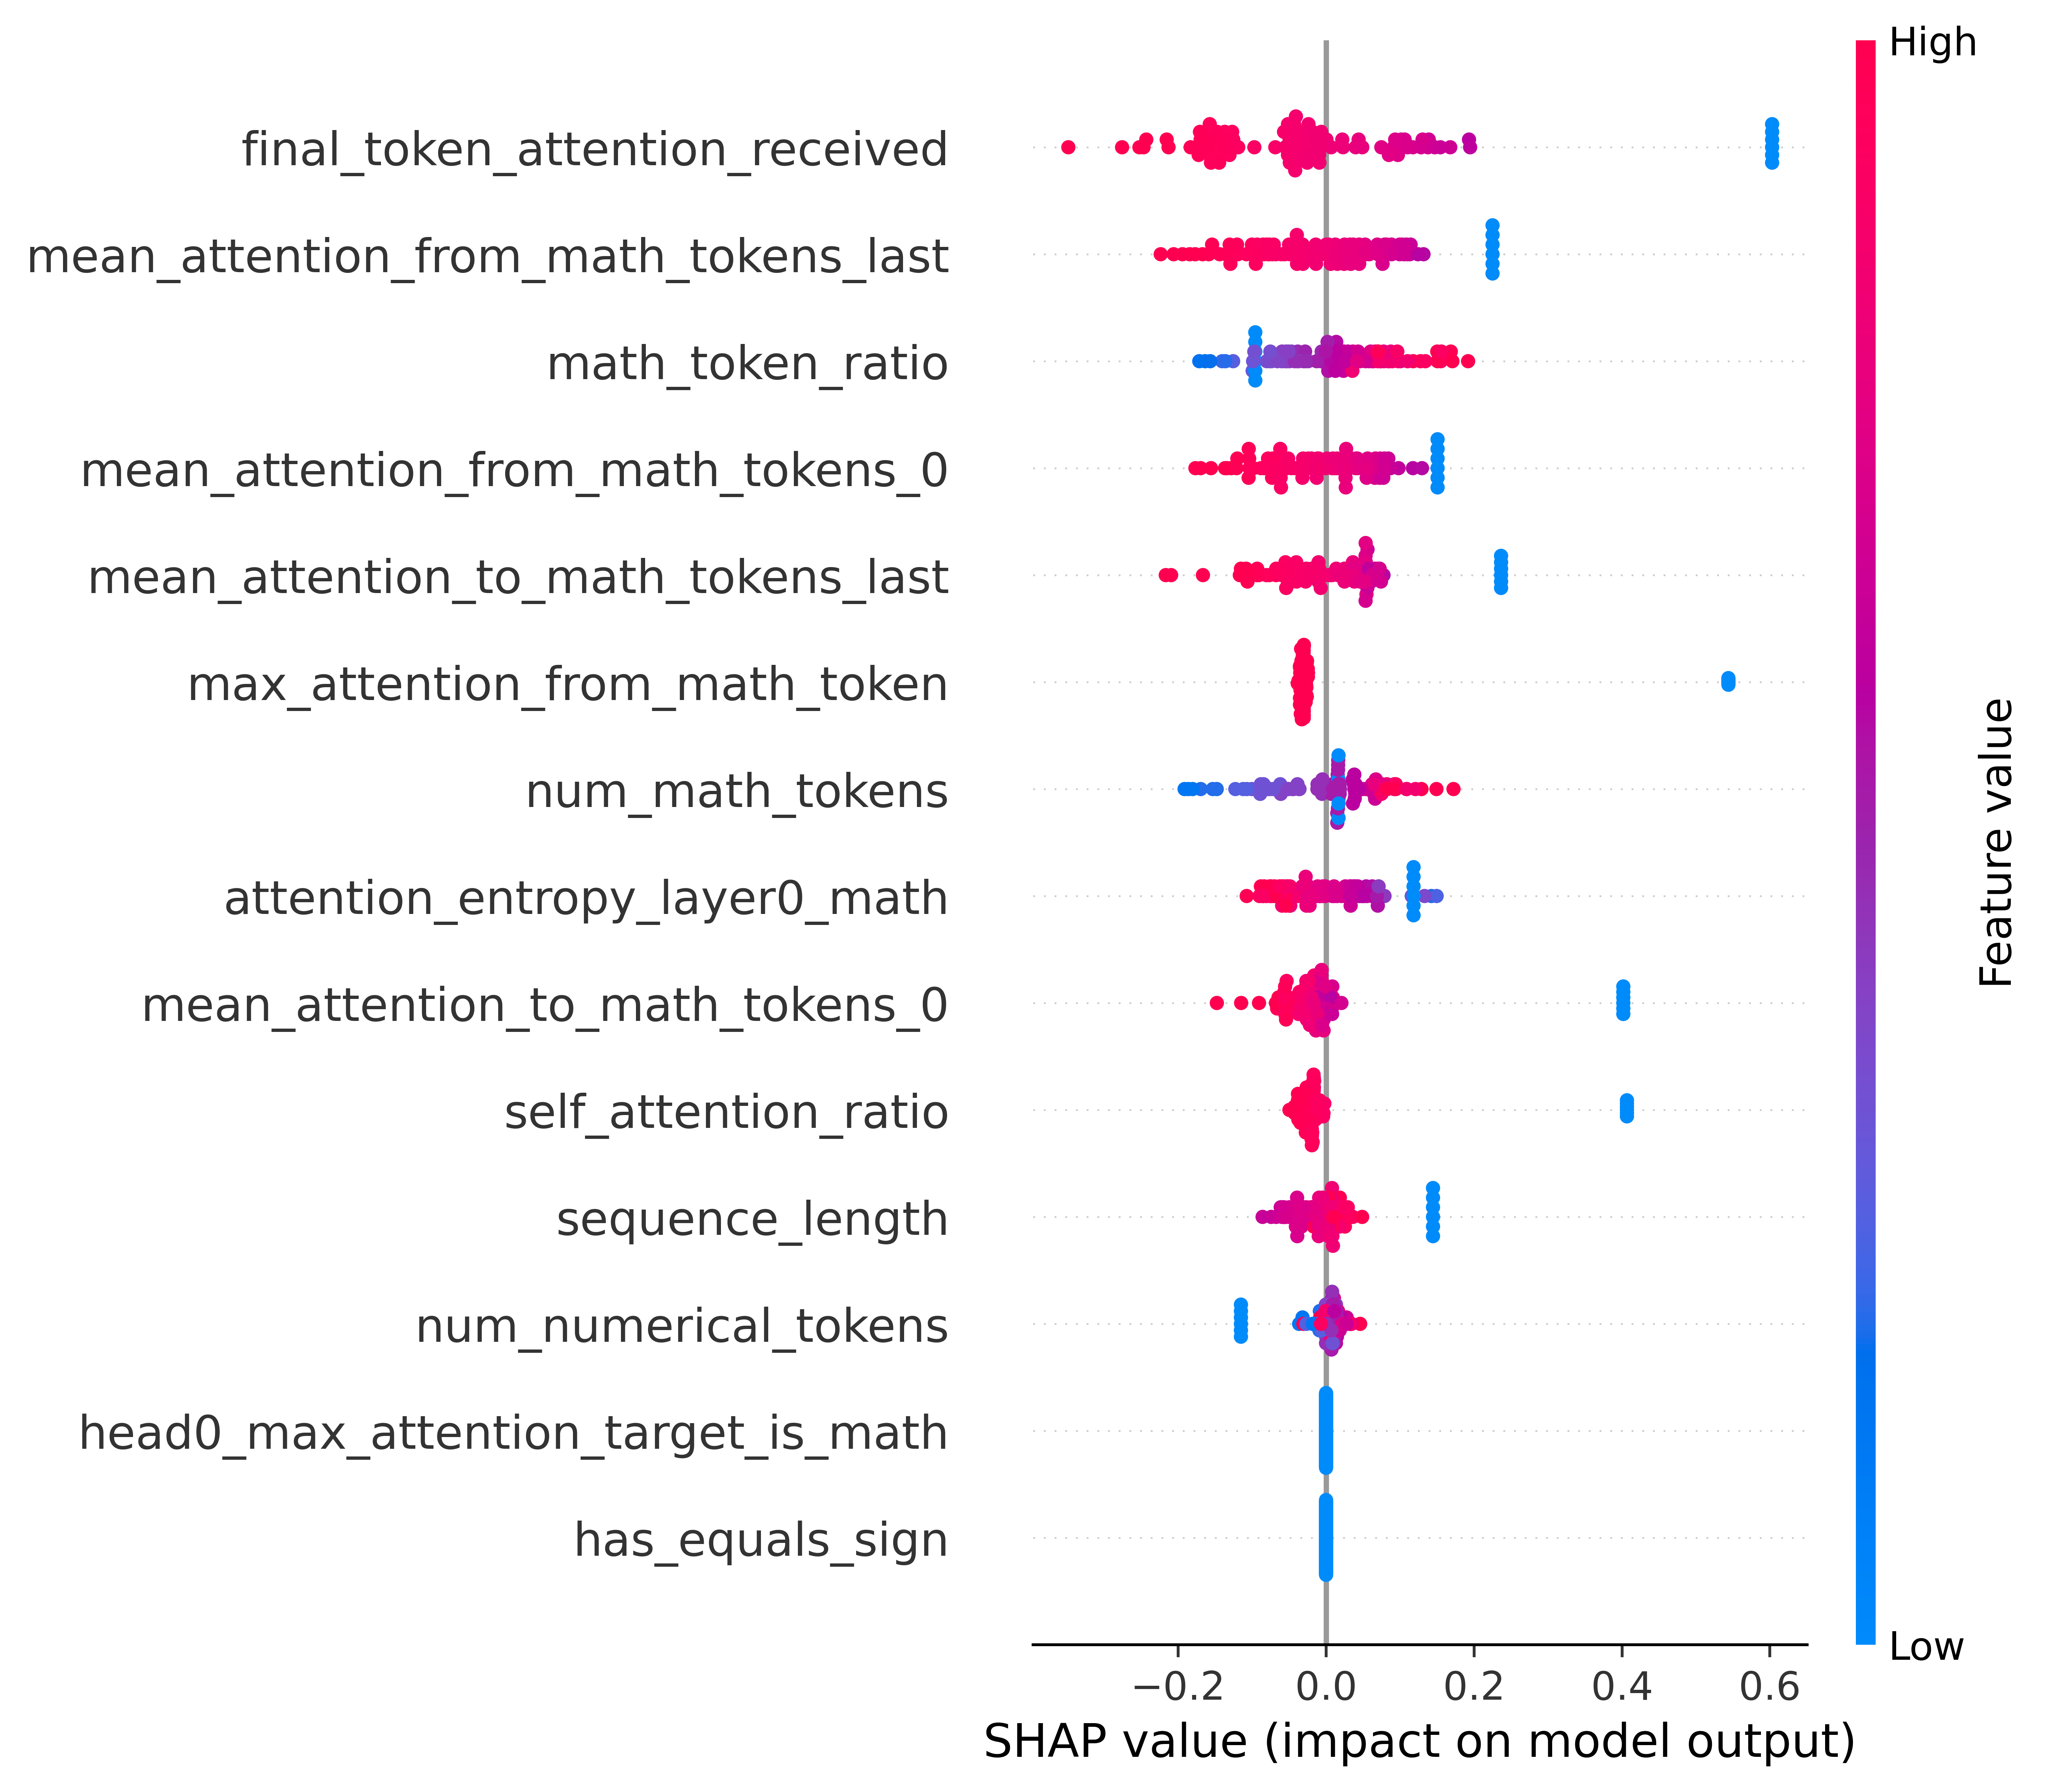 High
final_token_attention_received
mean_attention_from_math_tokens_last
math_token_ratio
mean_attention_from_math_tokens_0
mean_attention_to_math_tokens_last
max_attention_from_math_token
num_math_tokens
attention_entropy_layer0_math
mean_attention_to_math_tokens_0
self_attention_ratio
sequence_length
num_numerical_tokens
head0_max_attention_target_is_math
has_equals_sign
Feature value
Low
−0.2 0.0 0.2 0.4 0.6
SHAP value (impact on model output)